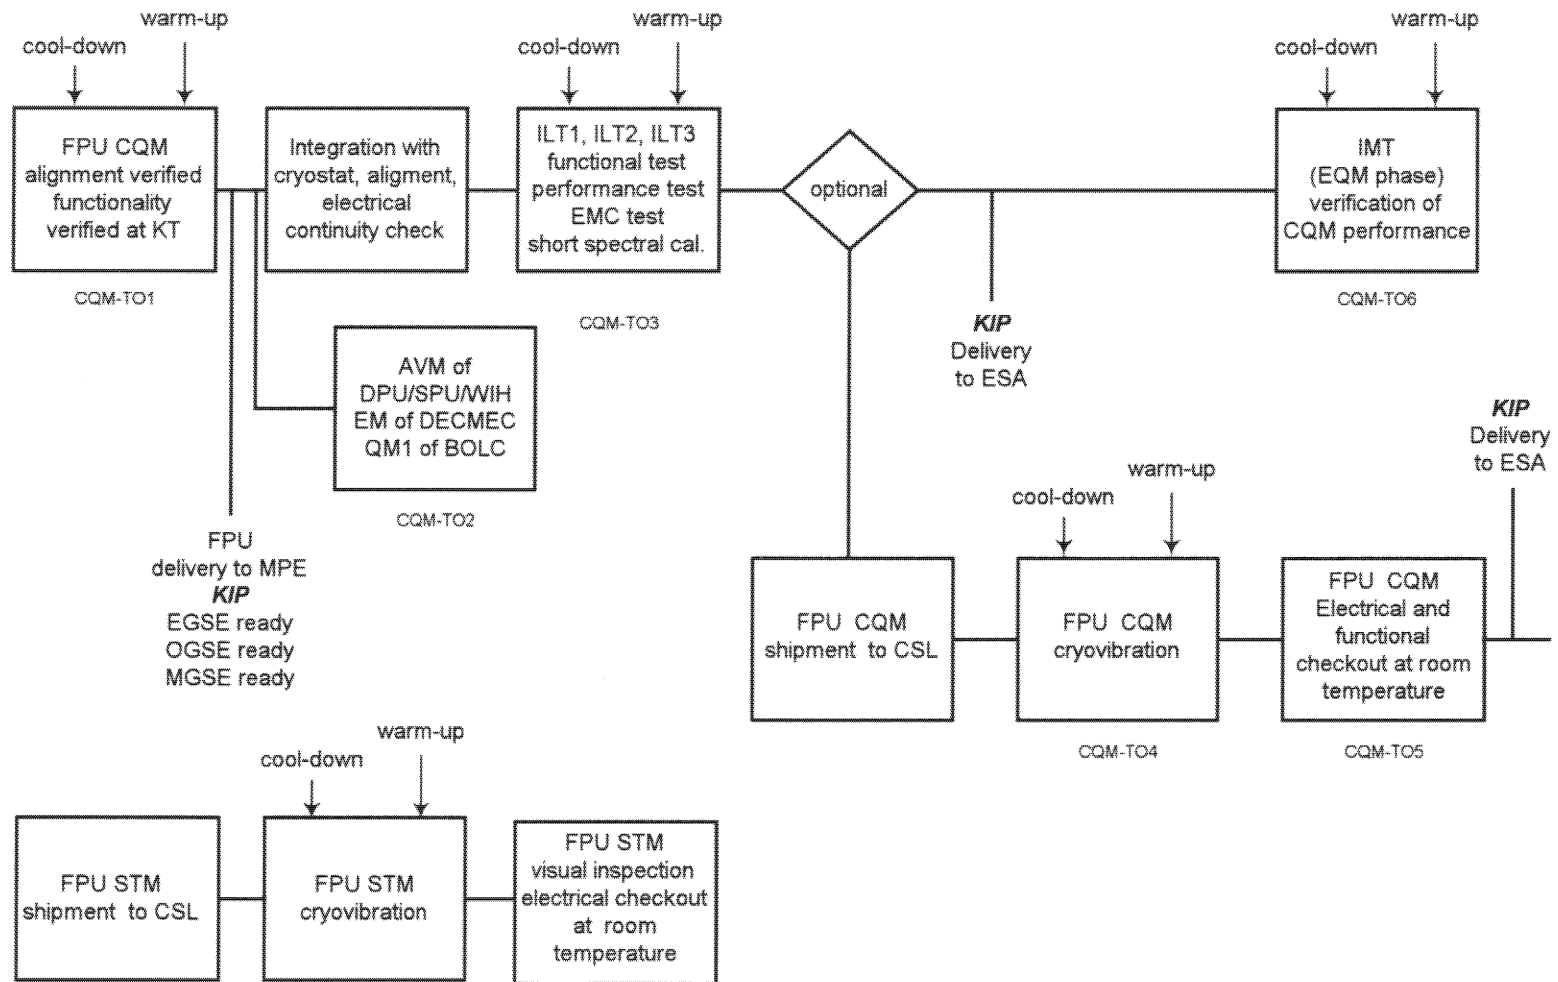 warm-up
cool-down
FPU CQM
alignment verified
functionality
verified at KT
CQM-TO1
Integration with
cryostat, aligment,
electrical
continuity check
warm-up
cool-down
ILT1, ILT2, ILT3
functional test
performance test
EMC test
short spectral cal.
CQM-TO3
optional
warm-up
cool-down
IMT
(EQM phase)
verification of
CQM performance
CQM-TO6
KIP
Delivery
to ESA
AVM of
DPU/SPU/WIH
EM of DECMEC
QM1 of BOLC
CQM-TO2
FPU
delivery to MPE
KIP
EGSE ready
OGSE ready
MGSE ready
KIP
Delivery
to ESA
FPU CQM
shipment to CSL
warm-up
cool-down
FPU CQM
cryovibration
CQM-TO4
FPU CQM
Electrical and
functional
checkout at room
temperature
CQM-TO5
FPU STM
shipment to CSL
warm-up
cool-down
FPU STM
cryovibration
FPU STM
visual inspection
electrical checkout
at room
temperature